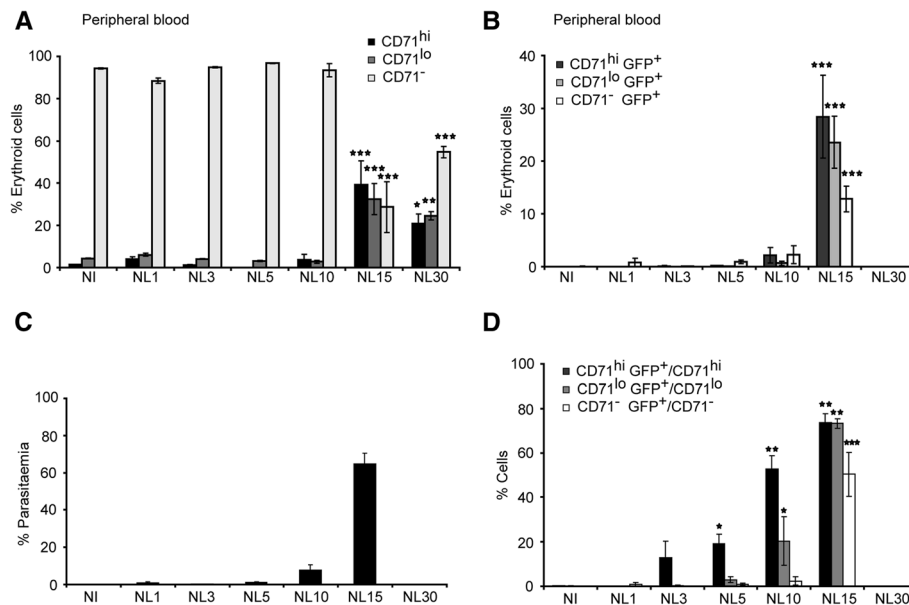 A Peripheral blood
CD71hi
CD71lo
CD71-
% Erythroid cells
100
80
60
40
20
0
*** *** *** * ** ***
NI NL1 NL3 NL5 NL10 NL15 NL30
B Peripheral blood
CD71hi GFP+
CD71lo GFP+
CD71- GFP+
% Erythroid cells
40
30
20
10
0
*** *** ***
NI NL1 NL3 NL5 NL10 NL15 NL30
C
% Parasitaemia
100
80
60
40
20
0
NI NL1 NL3 NL5 NL10 NL15 NL30
D
CD71hi GFP+/CD71hi
CD71lo GFP+/CD71lo
CD71- GFP+/CD71-
% Cells
100
80
60
40
20
0
* ** * ** ** ***
NI NL1 NL3 NL5 NL10 NL15 NL30